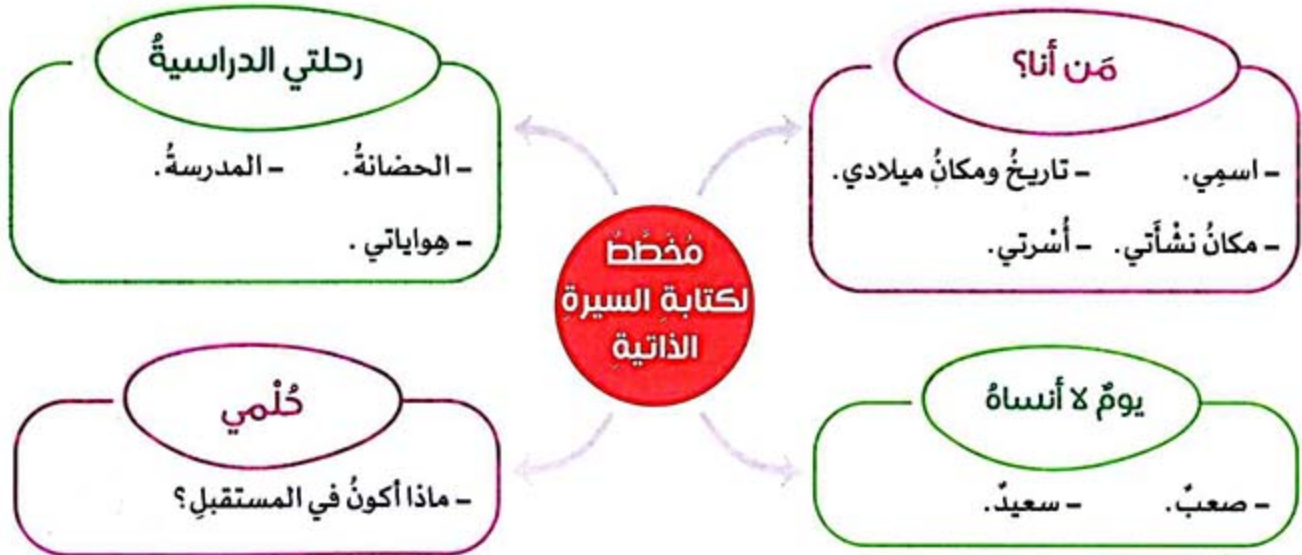 مَن أنا؟
– اسمِي. – تاريخُ ومكانُ ميلادي.
– مكانُ نشْأَتي. – أُسْرتي.
رحلتي الدراسيةُ
– الحضانةُ. – المدرسةُ.
– هِواياتي.
مُخطَّطٌ
لكتابةِ السيرةِ
الذاتيةِ
يومٌ لا أنساهُ
– صعبٌ. – سعيدٌ.
حُلْمي
– ماذا أكونُ في المستقبلِ؟